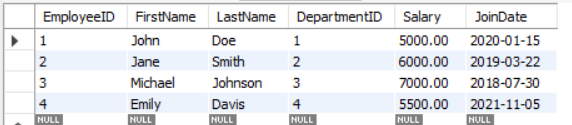 EmployeeID FirstName LastName DepartmentID Salary JoinDate
1 John Doe 1 5000.00 2020-01-15
2 Jane Smith 2 6000.00 2019-03-22
3 Michael Johnson 3 7000.00 2018-07-30
4 Emily Davis 4 5500.00 2021-11-05
NULL NULL NULL NULL NULL NULL